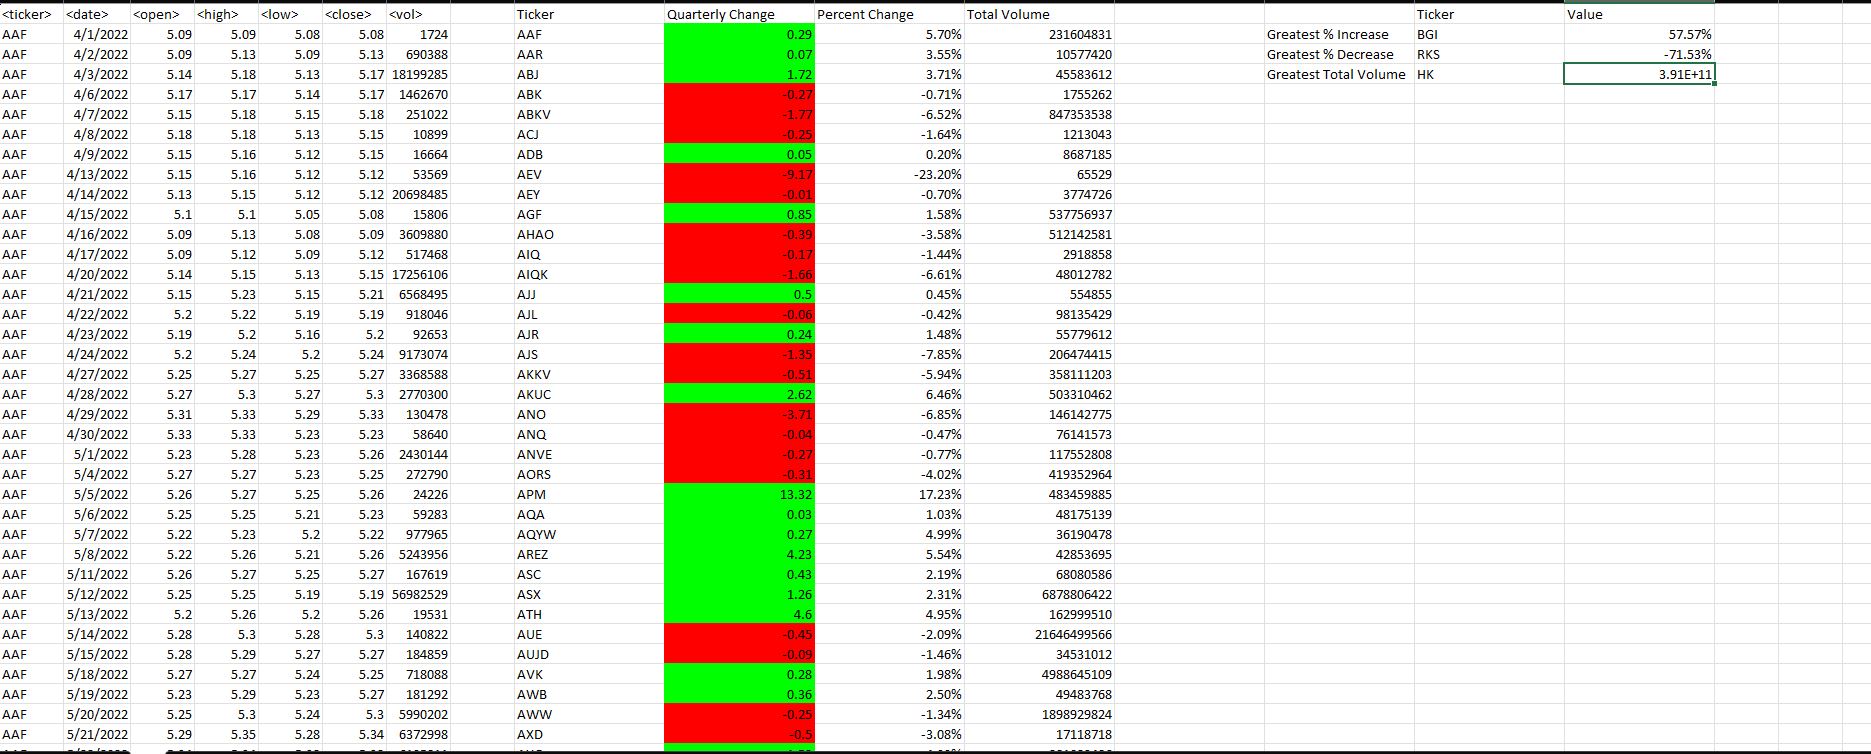 <ticker> <date> <open> <high> <low> <close> <vol> Ticker Quarterly Change Percent Change Total Volume Ticker Value
AAF 4/1/2022 5.09 5.09 5.08 5.08 1724 AAF 0.29 5.70% 231604831 Greatest % Increase BGI 57.57%
AAF 4/2/2022 5.09 5.13 5.09 5.13 690388 AAR 0.07 3.55% 10577420 Greatest % Decrease RKS -71.53%
AAF 4/3/2022 5.14 5.18 5.13 5.17 18199285 ABJ 1.72 3.71% 45583612 Greatest Total Volume HK 3.91E+11
AAF 4/6/2022 5.17 5.17 5.14 5.17 1462670 ABK -0.27 -0.71% 1755262
AAF 4/7/2022 5.15 5.18 5.15 5.18 251022 ABKV -1.77 -6.52% 847353538
AAF 4/8/2022 5.18 5.18 5.13 5.15 10899 ACJ -0.25 -1.64% 1213043
AAF 4/9/2022 5.15 5.16 5.12 5.15 16664 ADB 0.05 0.20% 8687185
AAF 4/13/2022 5.15 5.16 5.12 5.12 53569 AEV -9.17 -23.20% 65529
AAF 4/14/2022 5.13 5.15 5.12 5.12 20698485 AEY -0.01 -0.70% 3774726
AAF 4/15/2022 5.1 5.1 5.05 5.08 15806 AGF 0.85 1.58% 537756937
AAF 4/16/2022 5.09 5.13 5.08 5.09 3609880 AHAO -0.39 -3.58% 512142581
AAF 4/17/2022 5.09 5.12 5.09 5.12 517468 AIQ -0.17 -1.44% 2918858
AAF 4/20/2022 5.14 5.15 5.13 5.15 17256106 AIQK -1.66 -6.61% 48012782
AAF 4/21/2022 5.15 5.23 5.15 5.21 6568495 AJJ 0.5 0.45% 554855
AAF 4/22/2022 5.2 5.22 5.19 5.19 918046 AJL -0.06 -0.42% 98135429
AAF 4/23/2022 5.19 5.2 5.16 5.2 92653 AJR 0.24 1.48% 55779612
AAF 4/24/2022 5.2 5.24 5.2 5.24 9173074 AJS -1.35 -7.85% 206474415
AAF 4/27/2022 5.25 5.27 5.25 5.27 3368588 AKKV -0.51 -5.94% 358111203
AAF 4/28/2022 5.27 5.3 5.27 5.3 2770300 AKUC 2.62 6.46% 503310462
AAF 4/29/2022 5.31 5.33 5.29 5.33 130478 ANO -3.71 -6.85% 146142775
AAF 4/30/2022 5.33 5.33 5.23 5.23 58640 ANQ -0.04 -0.47% 76141573
AAF 5/1/2022 5.23 5.28 5.23 5.26 2430144 ANVE -0.27 -0.77% 117552808
AAF 5/4/2022 5.27 5.27 5.23 5.25 272790 AORS -0.31 -4.02% 419352964
AAF 5/5/2022 5.26 5.27 5.25 5.26 24226 APM 13.32 17.23% 483459885
AAF 5/6/2022 5.25 5.25 5.21 5.23 59283 AQA 0.03 1.03% 48175139
AAF 5/7/2022 5.22 5.23 5.2 5.22 977965 AQYW 0.27 4.99% 36190478
AAF 5/8/2022 5.22 5.26 5.21 5.26 5243956 AREZ 4.23 5.54% 42853695
AAF 5/11/2022 5.26 5.27 5.25 5.27 167619 ASC 0.43 2.19% 68080586
AAF 5/12/2022 5.25 5.25 5.19 5.19 56982529 ASX 1.26 2.31% 6878806422
AAF 5/13/2022 5.2 5.26 5.2 5.26 19531 ATH 4.6 4.95% 162999510
AAF 5/14/2022 5.28 5.3 5.28 5.3 140822 AUE -0.45 -2.09% 21646499566
AAF 5/15/2022 5.28 5.29 5.27 5.27 184859 AUJD -0.09 -1.46% 34531012
AAF 5/18/2022 5.27 5.27 5.24 5.25 718088 AVK 0.28 1.98% 4988645109
AAF 5/19/2022 5.23 5.29 5.23 5.27 181292 AWB 0.36 2.50% 49483768
AAF 5/20/2022 5.25 5.3 5.24 5.3 5990202 AWW -0.25 -1.34% 1898929824
AAF 5/21/2022 5.29 5.35 5.28 5.34 6372998 AXD -0.5 -3.08% 17118718